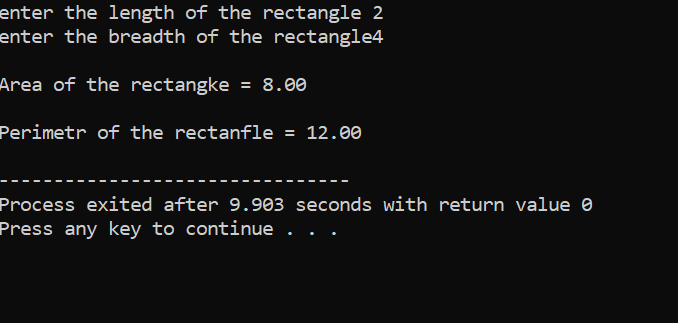 enter the length of the rectangle 2
enter the breadth of the rectangle4
Area of the rectangke = 8.00
Perimetr of the rectanfle = 12.00
--------------------------------
Process exited after 9.903 seconds with return value 0
Press any key to continue . . .